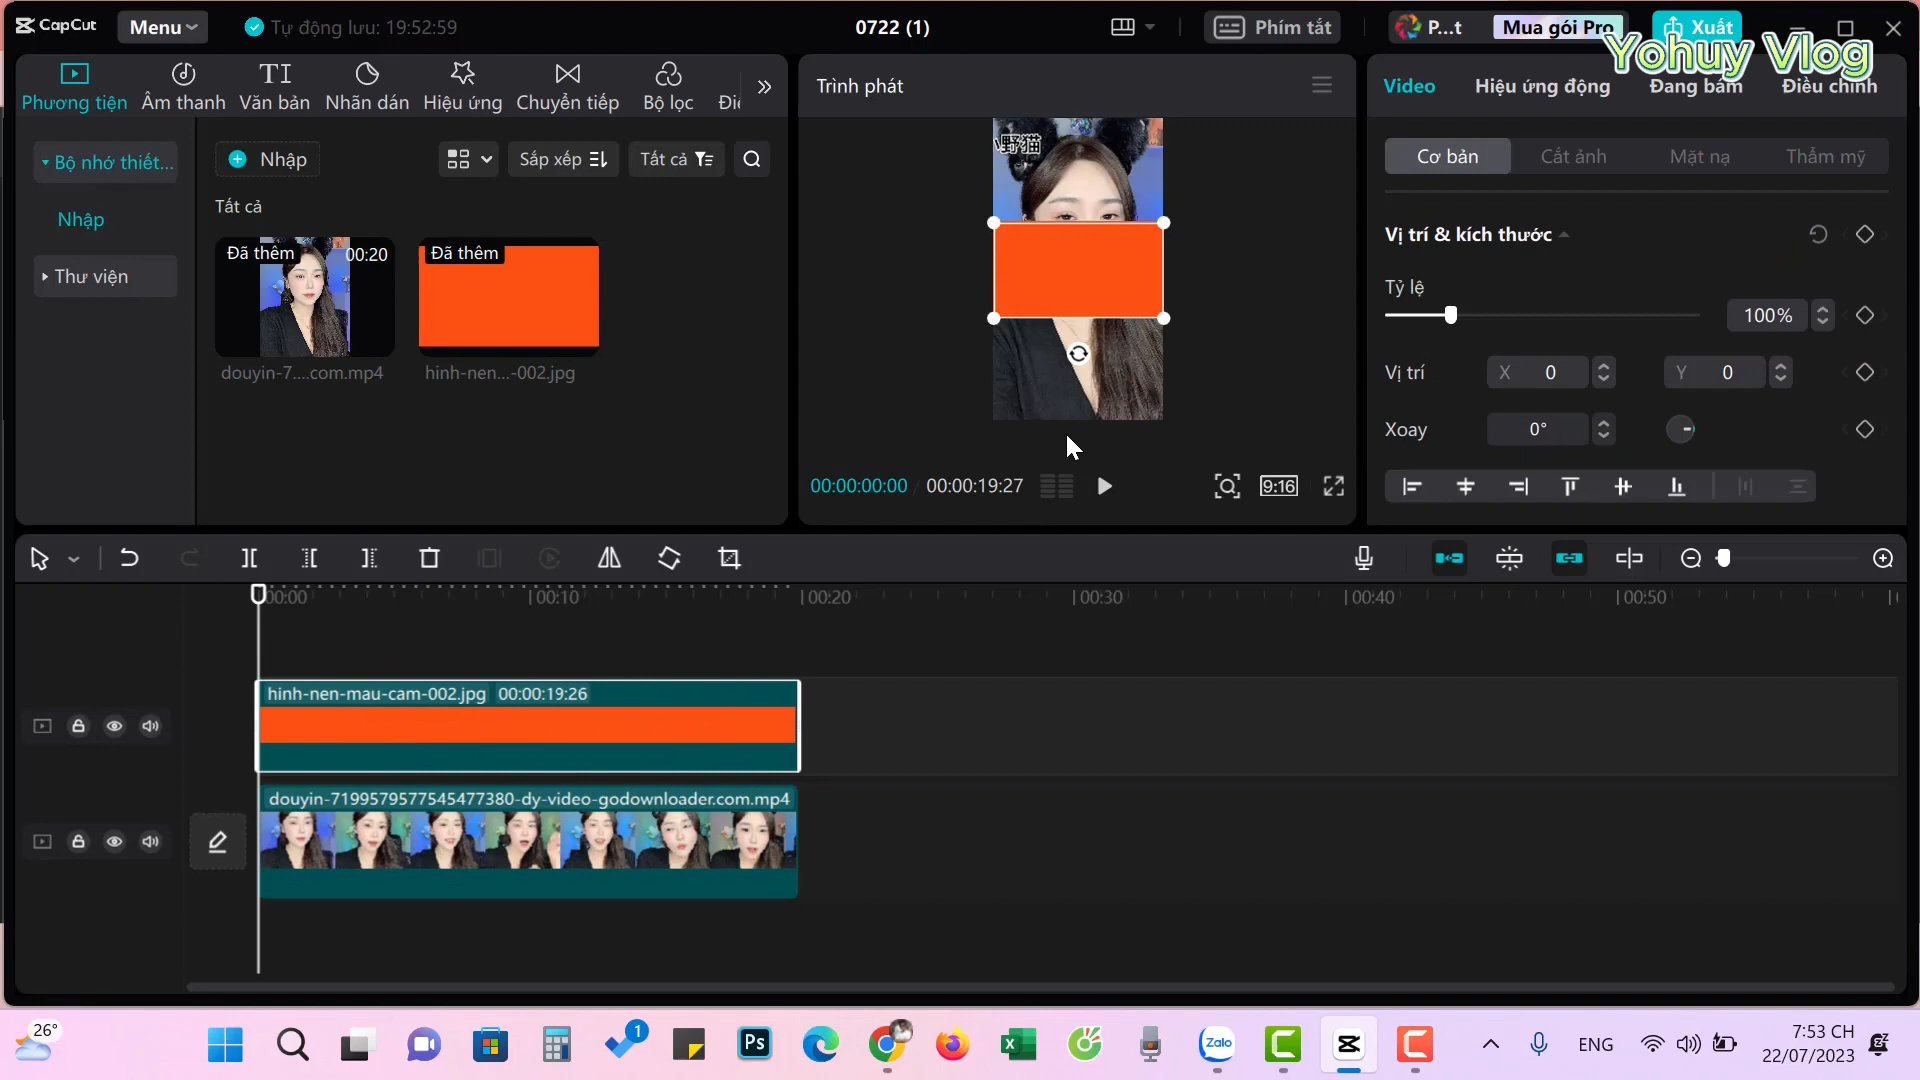 CapCut
Menu
Tự động lưu: 19:52:59
0722 (1)
Phím tắt
P...t
Mua gói Pro
Xuất
Yohuy Vlog
Phương tiện
Âm thanh
Văn bản
Nhãn dán
Hiệu ứng
Chuyển tiếp
Bộ lọc
Điề
Trình phát
Video
Hiệu ứng động
Đang bám
Điều chỉnh
Bộ nhớ thiết...
Nhập
Sắp xếp
Tất cả
Cơ bản
Cắt ảnh
Mặt nạ
Thẩm mỹ
Nhập
Thư viện
Tất cả
Đã thêm
00:20
Đã thêm
douyin-7....com.mp4
hinh-nen...-002.jpg
野猫
Vị trí & kích thước
Tỷ lệ
100%
Vị trí
X 0
Y 0
Xoay
0°
00:00:00:00
00:00:19:27
9:16
00:00
00:10
00:20
00:30
00:40
00:50
hinh-nen-mau-cam-002.jpg 00:00:19:26
douyin-7199579577545477380-dy-video-godownloader.com.mp4
26°
1
Ps
Zalo
ENG
7:53 CH
22/07/2023